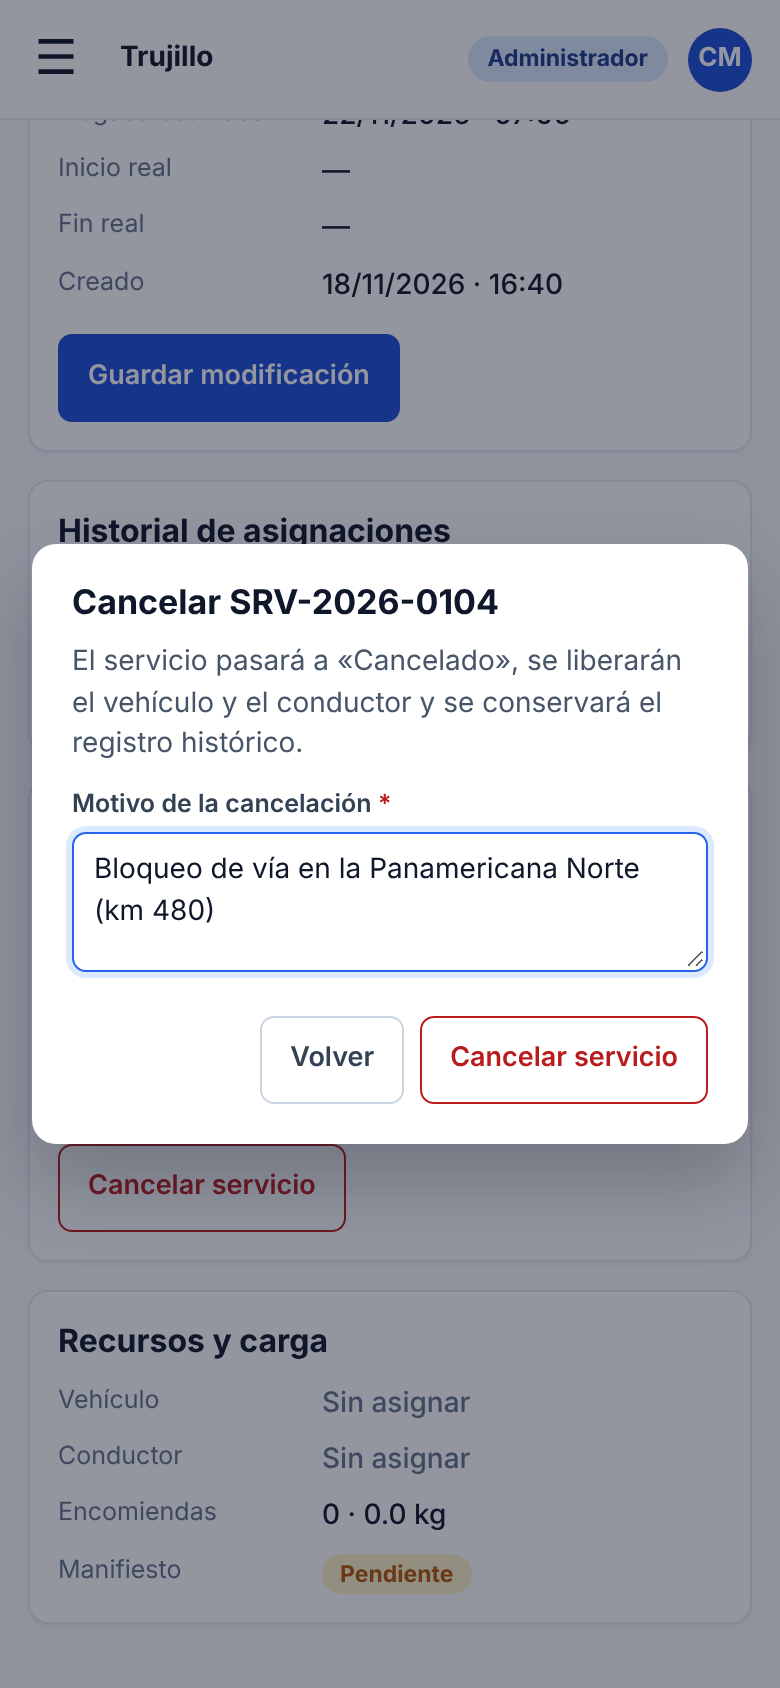 Trujillo
Administrador
CM
Inicio real
—
Fin real
—
Creado
18/11/2026 · 16:40
Guardar modificación
Historial de asignaciones
Cancelar SRV-2026-0104
El servicio pasará a «Cancelado», se liberarán
el vehículo y el conductor y se conservará el
registro histórico.
Motivo de la cancelación *
Bloqueo de vía en la Panamericana Norte
(km 480)
Volver
Cancelar servicio
Cancelar servicio
Recursos y carga
Vehículo
Sin asignar
Conductor
Sin asignar
Encomiendas
0 · 0.0 kg
Manifiesto
Pendiente